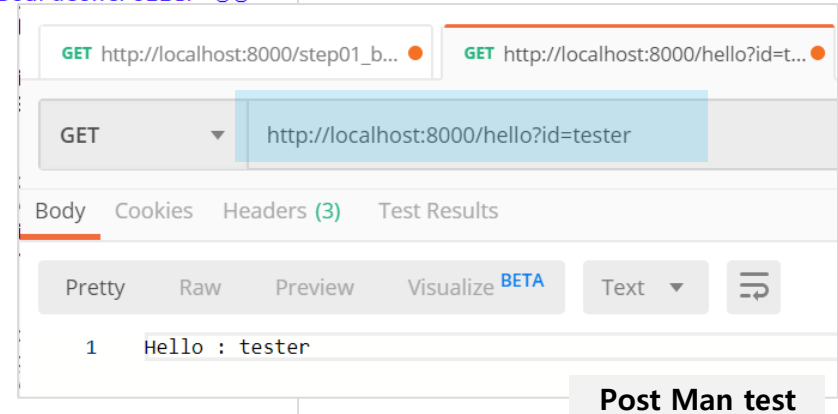 GET http://localhost:8000/step01_b...
GET http://localhost:8000/hello?id=t...
GET http://localhost:8000/hello?id=tester
Body Cookies Headers (3) Test Results
Pretty Raw Preview Visualize BETA Text
1 Hello : tester
Post Man test